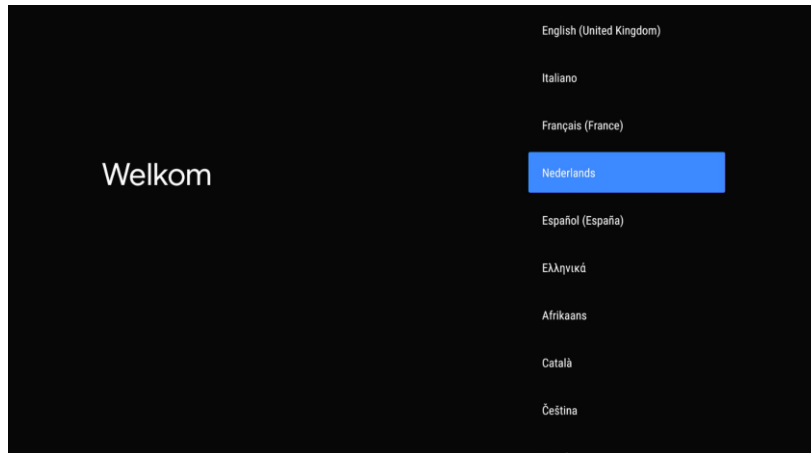 Welkom
English (United Kingdom)
Italiano
Français (France)
Nederlands
Español (España)
Ελληνικά
Afrikaans
Català
Čeština